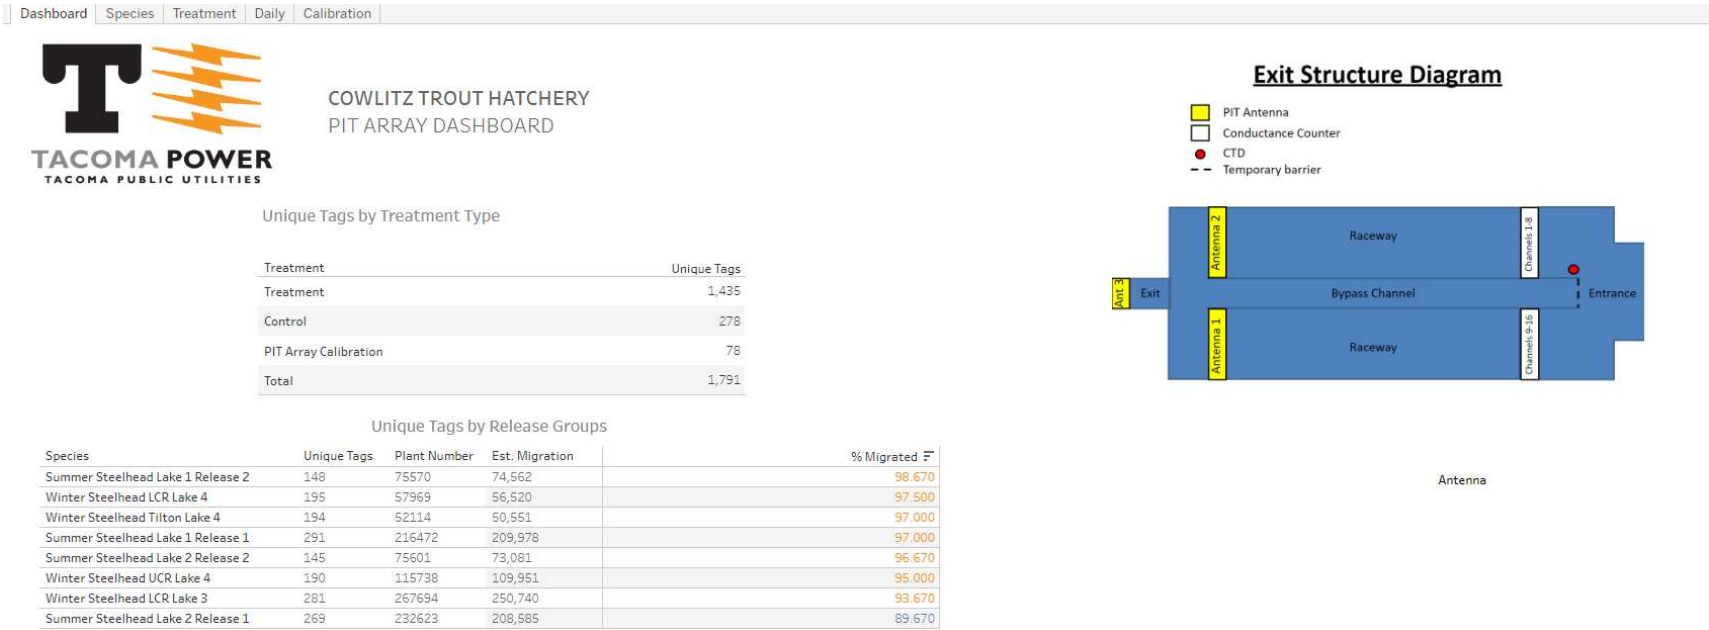 Dashboard Species Treatment Daily Calibration
T
TACOMA POWER
TACOMA PUBLIC UTILITIES
COWLITZ TROUT HATCHERY
PIT ARRAY DASHBOARD
Unique Tags by Treatment Type
Treatment Unique Tags
Treatment 1,435
Control 278
PIT Array Calibration 78
Total 1,791
Unique Tags by Release Groups
Species Unique Tags Plant Number Est. Migration % Migrated
Summer Steelhead Lake 1 Release 2 148 75570 74,562 98.670
Winter Steelhead LCR Lake 4 195 57969 56,520 97.500
Winter Steelhead Tilton Lake 4 194 52114 50,551 97.000
Summer Steelhead Lake 1 Release 1 291 216472 209,978 97.000
Summer Steelhead Lake 2 Release 2 145 75601 73,081 96.670
Winter Steelhead UCR Lake 4 190 115738 109,951 95.000
Winter Steelhead LCR Lake 3 281 267694 250,740 93.670
Summer Steelhead Lake 2 Release 1 269 232623 208,585 89.670
Exit Structure Diagram
PIT Antenna
Conductance Counter
CTD
Temporary barrier
Antenna 2
Raceway
Channels 1-8
Ant 3
Exit
Bypass Channel
Entrance
Antenna 1
Raceway
Channels 9-16
Antenna